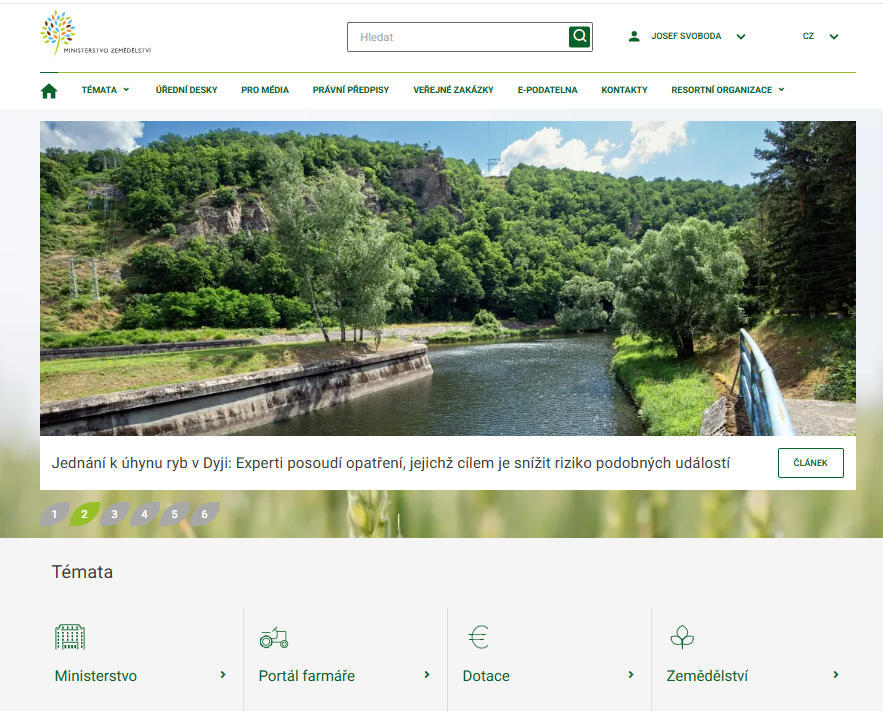 MINISTERSTVO ZEMĚDĚLSTVÍ
Hledat
JOSEF SVOBODA
CZ
TÉMATA ÚŘEDNÍ DESKY PRO MÉDIA PRÁVNÍ PŘEDPISY VEŘEJNÉ ZAKÁZKY E-PODATELNA KONTAKTY RESORTNÍ ORGANIZACE
Jednání k úhynu ryb v Dyji: Experti posoudí opatření, jejichž cílem je snížit riziko podobných událostí
ČLÁNEK
1 2 3 4 5 6
Témata
Ministerstvo Portál farmáře Dotace Zemědělství